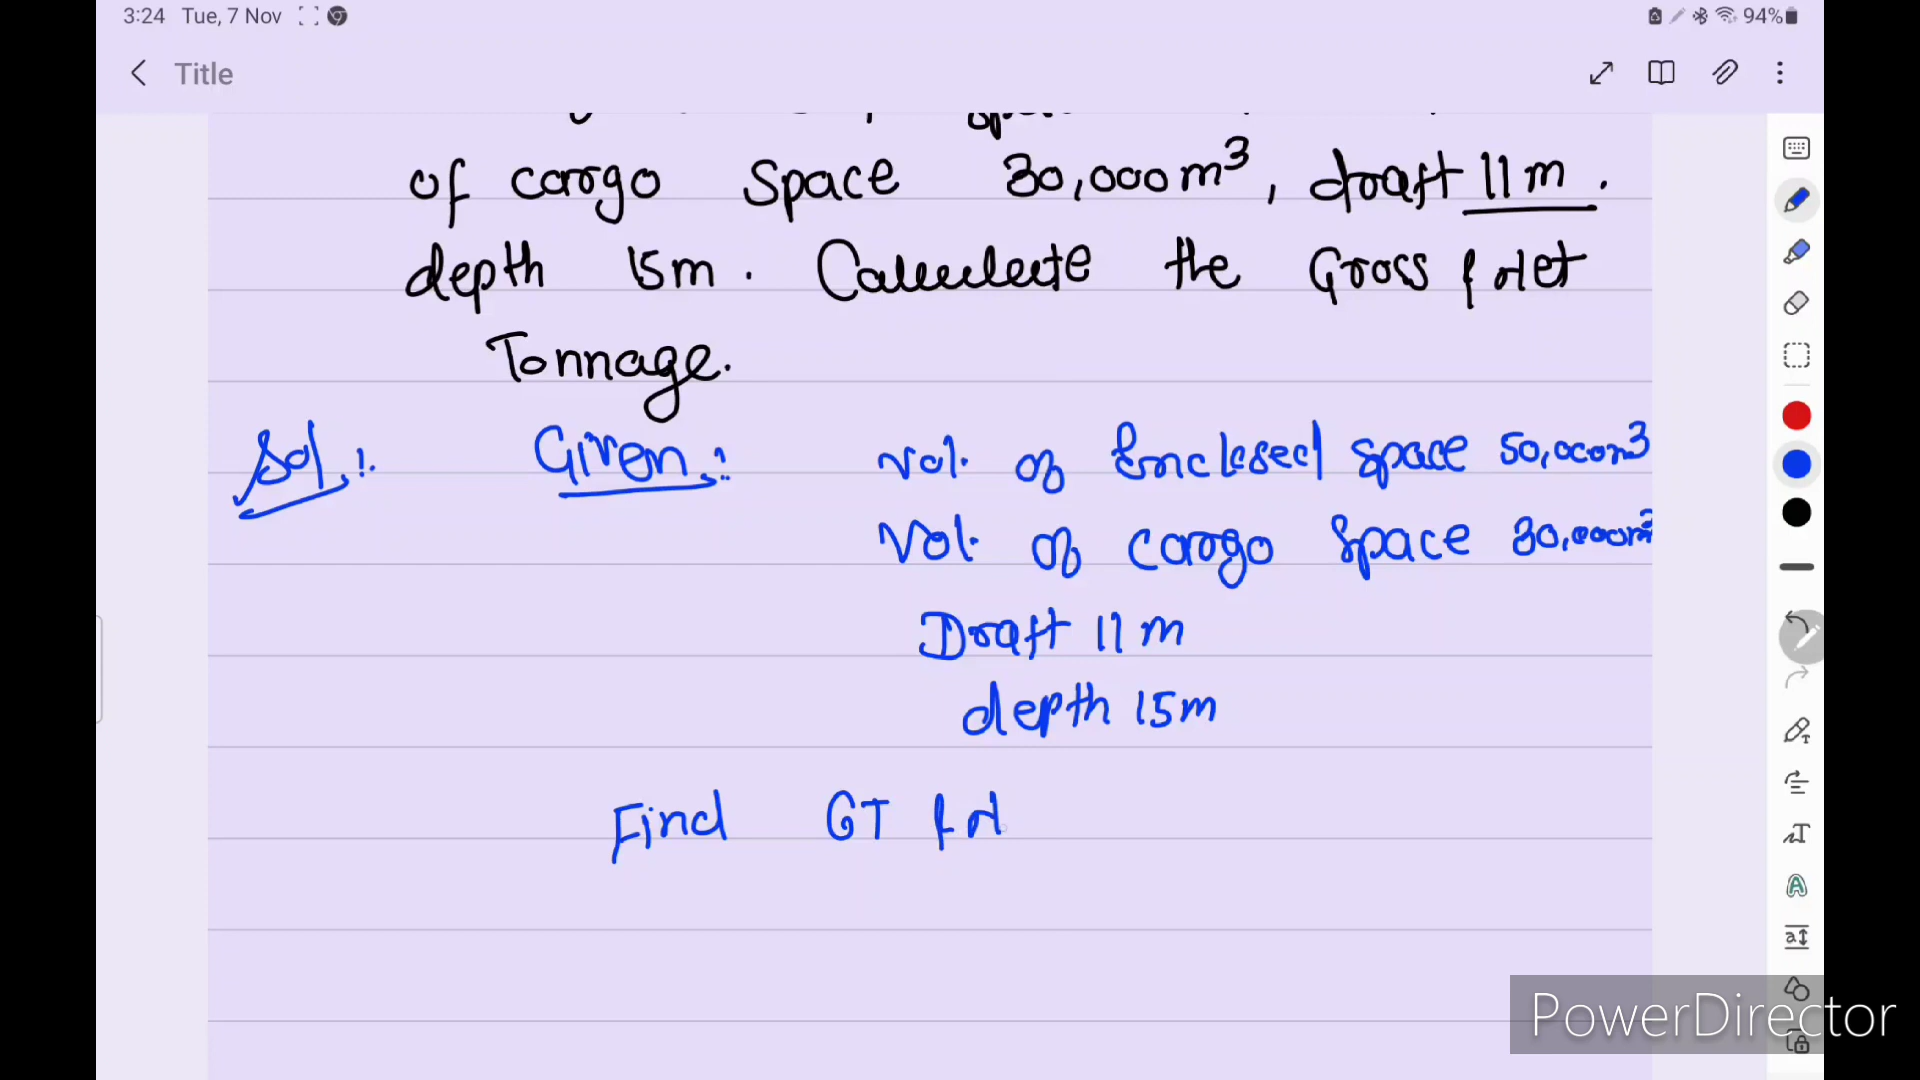 3:24 Tue, 7 Nov 94%
Title
of cargo space 30,000 m³, draft 11 m.
depth 15m. Calculate the Gross & Net
Tonnage.
Sol :. Given :: Vol. of Enclosed space 50,000m³
Vol. of cargo space 30,000m³
Draft 11 m
depth 15m
Find GT & N
PowerDirector